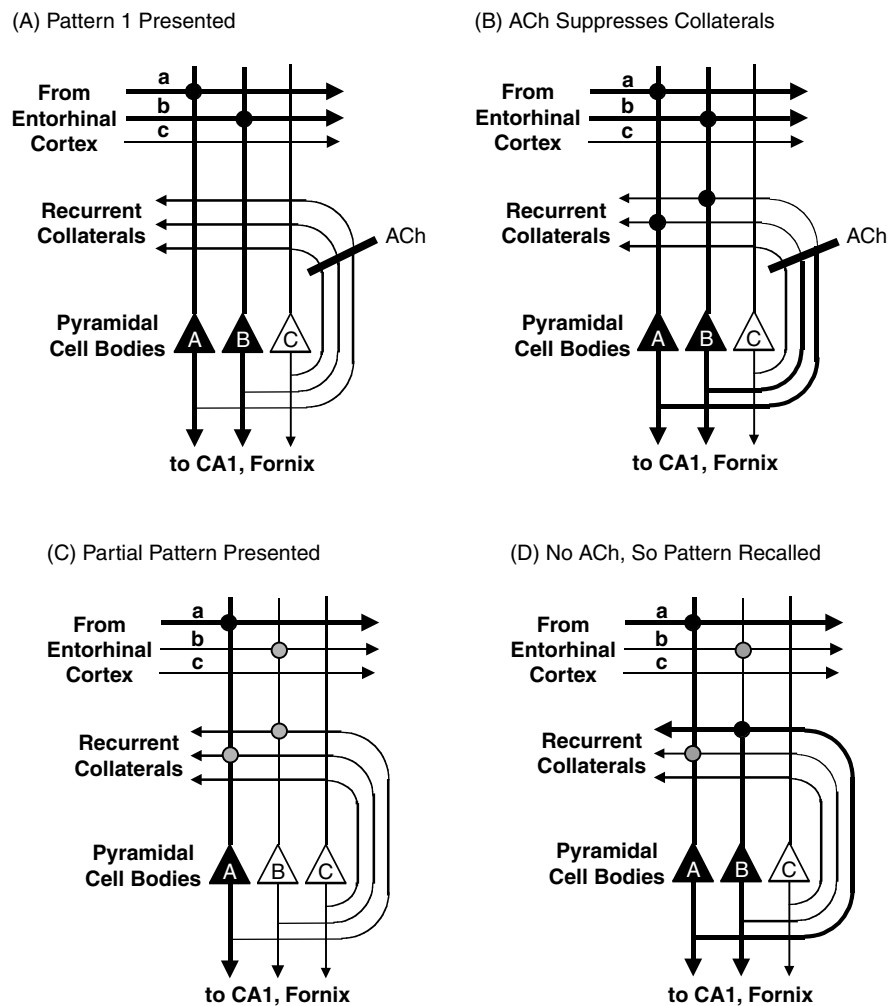 (A) Pattern 1 Presented
a
From
b
Entorhinal
c
Cortex
Recurrent
Collaterals
ACh
Pyramidal
Cell Bodies
A B C
to CA1, Fornix
(B) ACh Suppresses Collaterals
a
From
b
Entorhinal
c
Cortex
Recurrent
Collaterals
ACh
Pyramidal
Cell Bodies
A B C
to CA1, Fornix
(C) Partial Pattern Presented
a
From
b
Entorhinal
c
Cortex
Recurrent
Collaterals
Pyramidal
Cell Bodies
A B C
to CA1, Fornix
(D) No ACh, So Pattern Recalled
a
From
b
Entorhinal
c
Cortex
Recurrent
Collaterals
Pyramidal
Cell Bodies
A B C
to CA1, Fornix